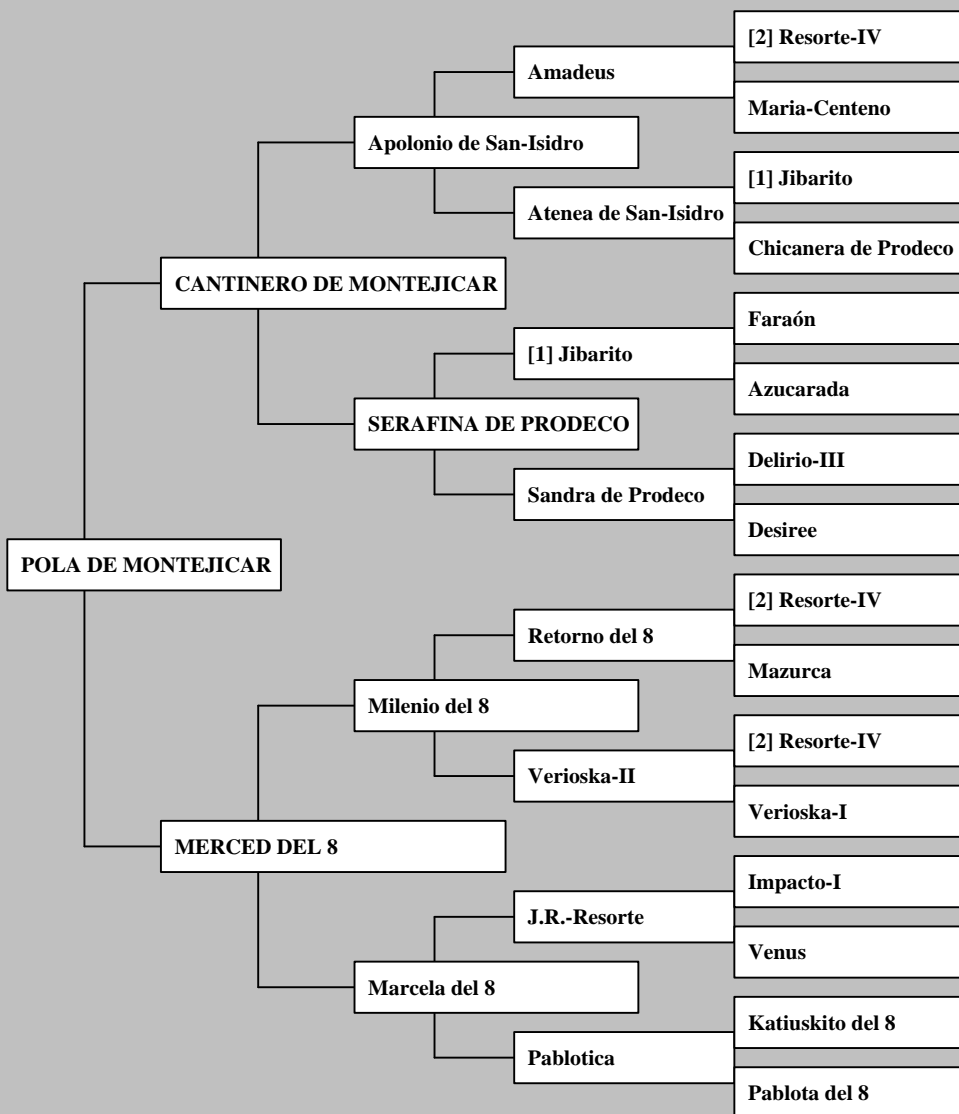 [2] Resorte-IV
Amadeus
Maria-Centeno
Apolonio de San-Isidro
[1] Jibarito
Atenea de San-Isidro
Chicanera de Prodeco
CANTINERO DE MONTEJICAR
Faraón
[1] Jibarito
Azucarada
SERAFINA DE PRODECO
Delirio-III
Sandra de Prodeco
Desiree
POLA DE MONTEJICAR
[2] Resorte-IV
Retorno del 8
Mazurca
Milenio del 8
[2] Resorte-IV
Verioska-II
Verioska-I
MERCED DEL 8
Impacto-I
J.R.-Resorte
Venus
Marcela del 8
Katiuskito del 8
Pablotica
Pablota del 8